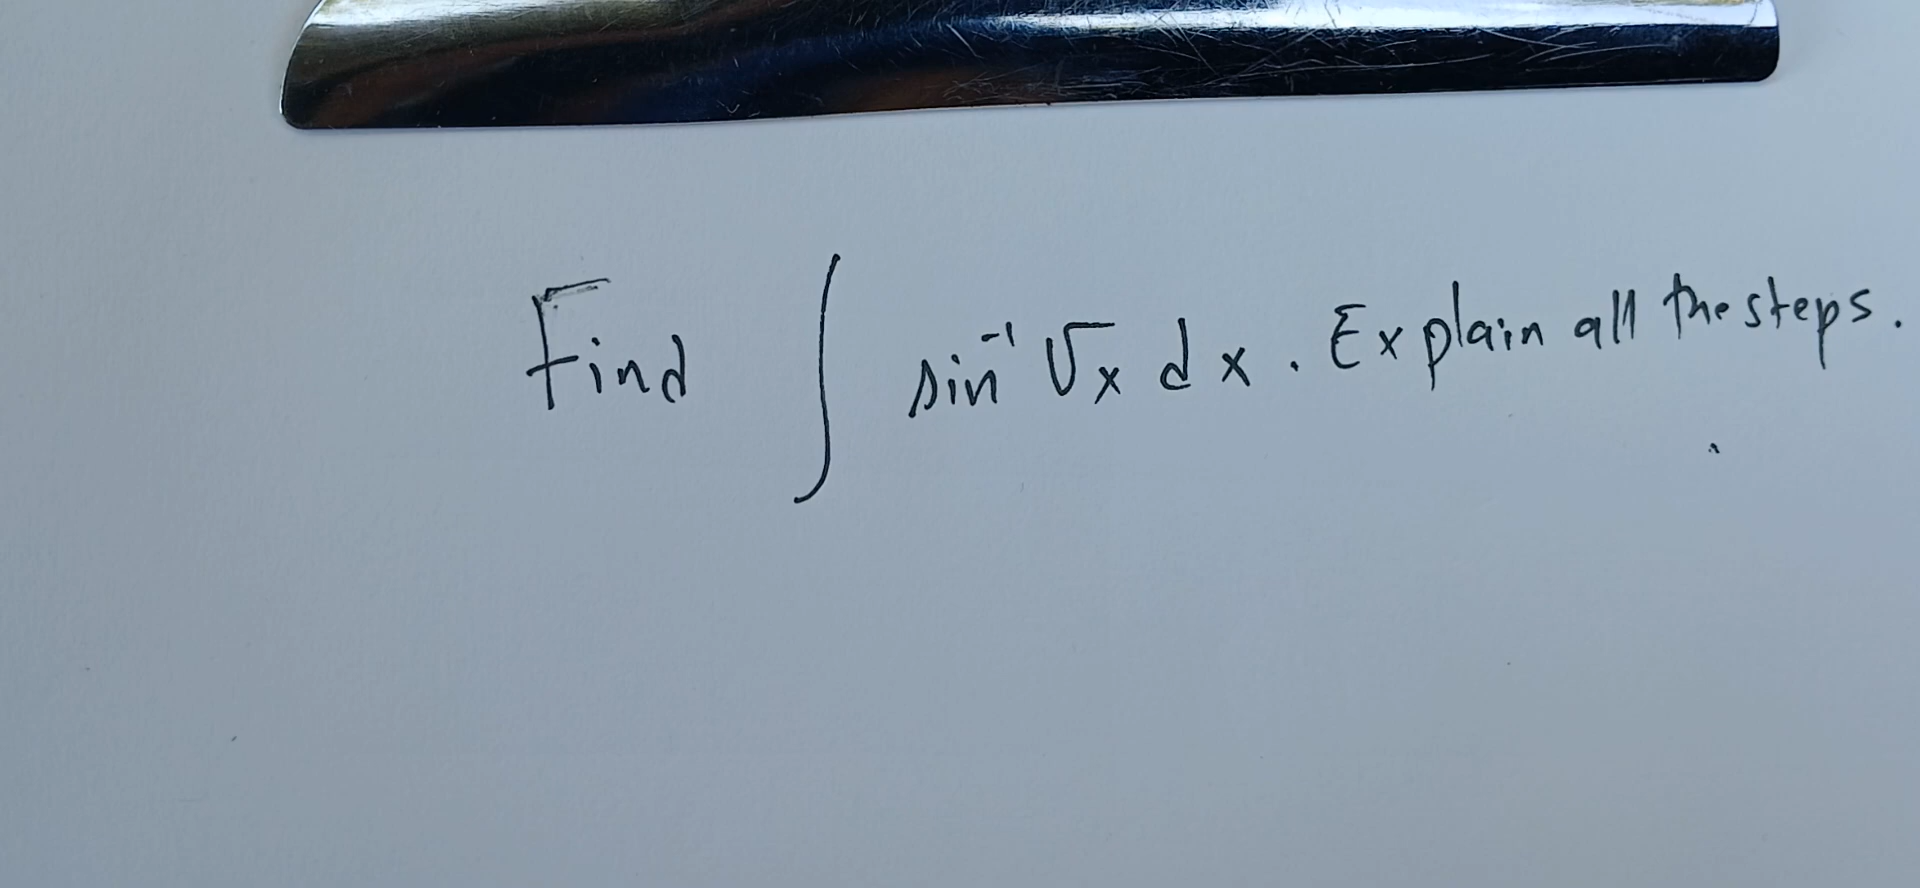 Find ∫ sin⁻¹ √x dx. Explain all the steps.